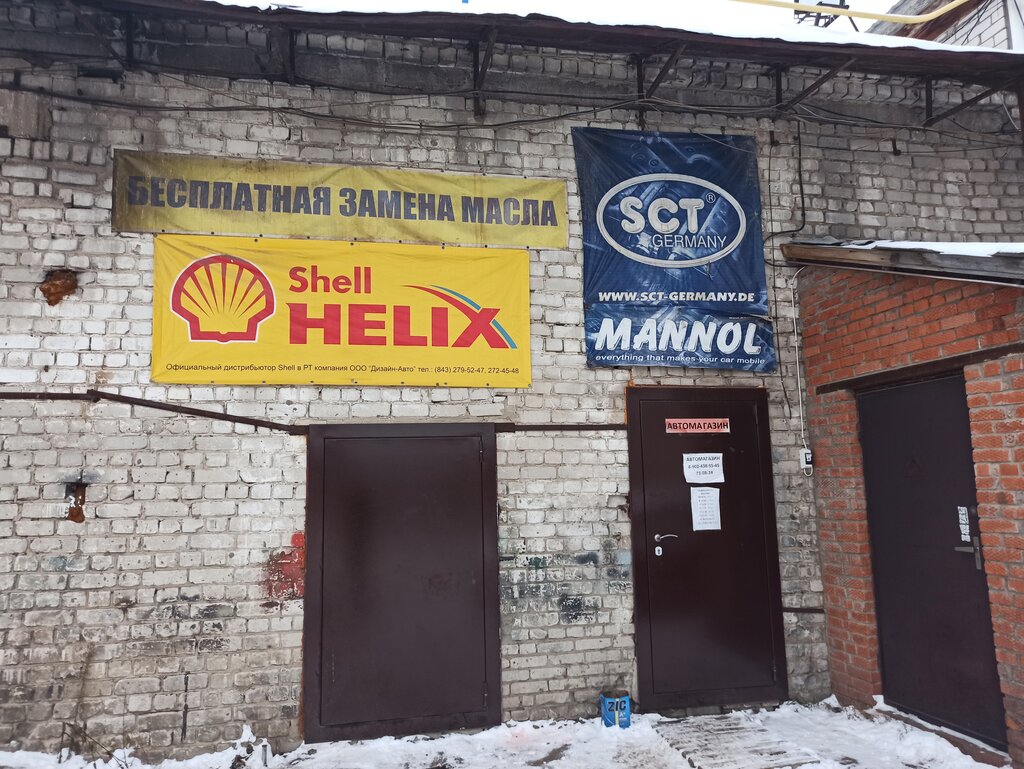 БЕСПЛАТНАЯ ЗАМЕНА МАСЛА
Shell
HELIX
Официальный дистрибьютор Shell в РТ компания ООО "Дизайн-Авто" тел.: (843) 279-52-47, 272-45-48
SCT®
GERMANY
WWW.SCT-GERMANY.DE
MANNOL
everything that makes your car mobile
АВТОМАГАЗИН
АВТОМАГАЗИН
ZIC